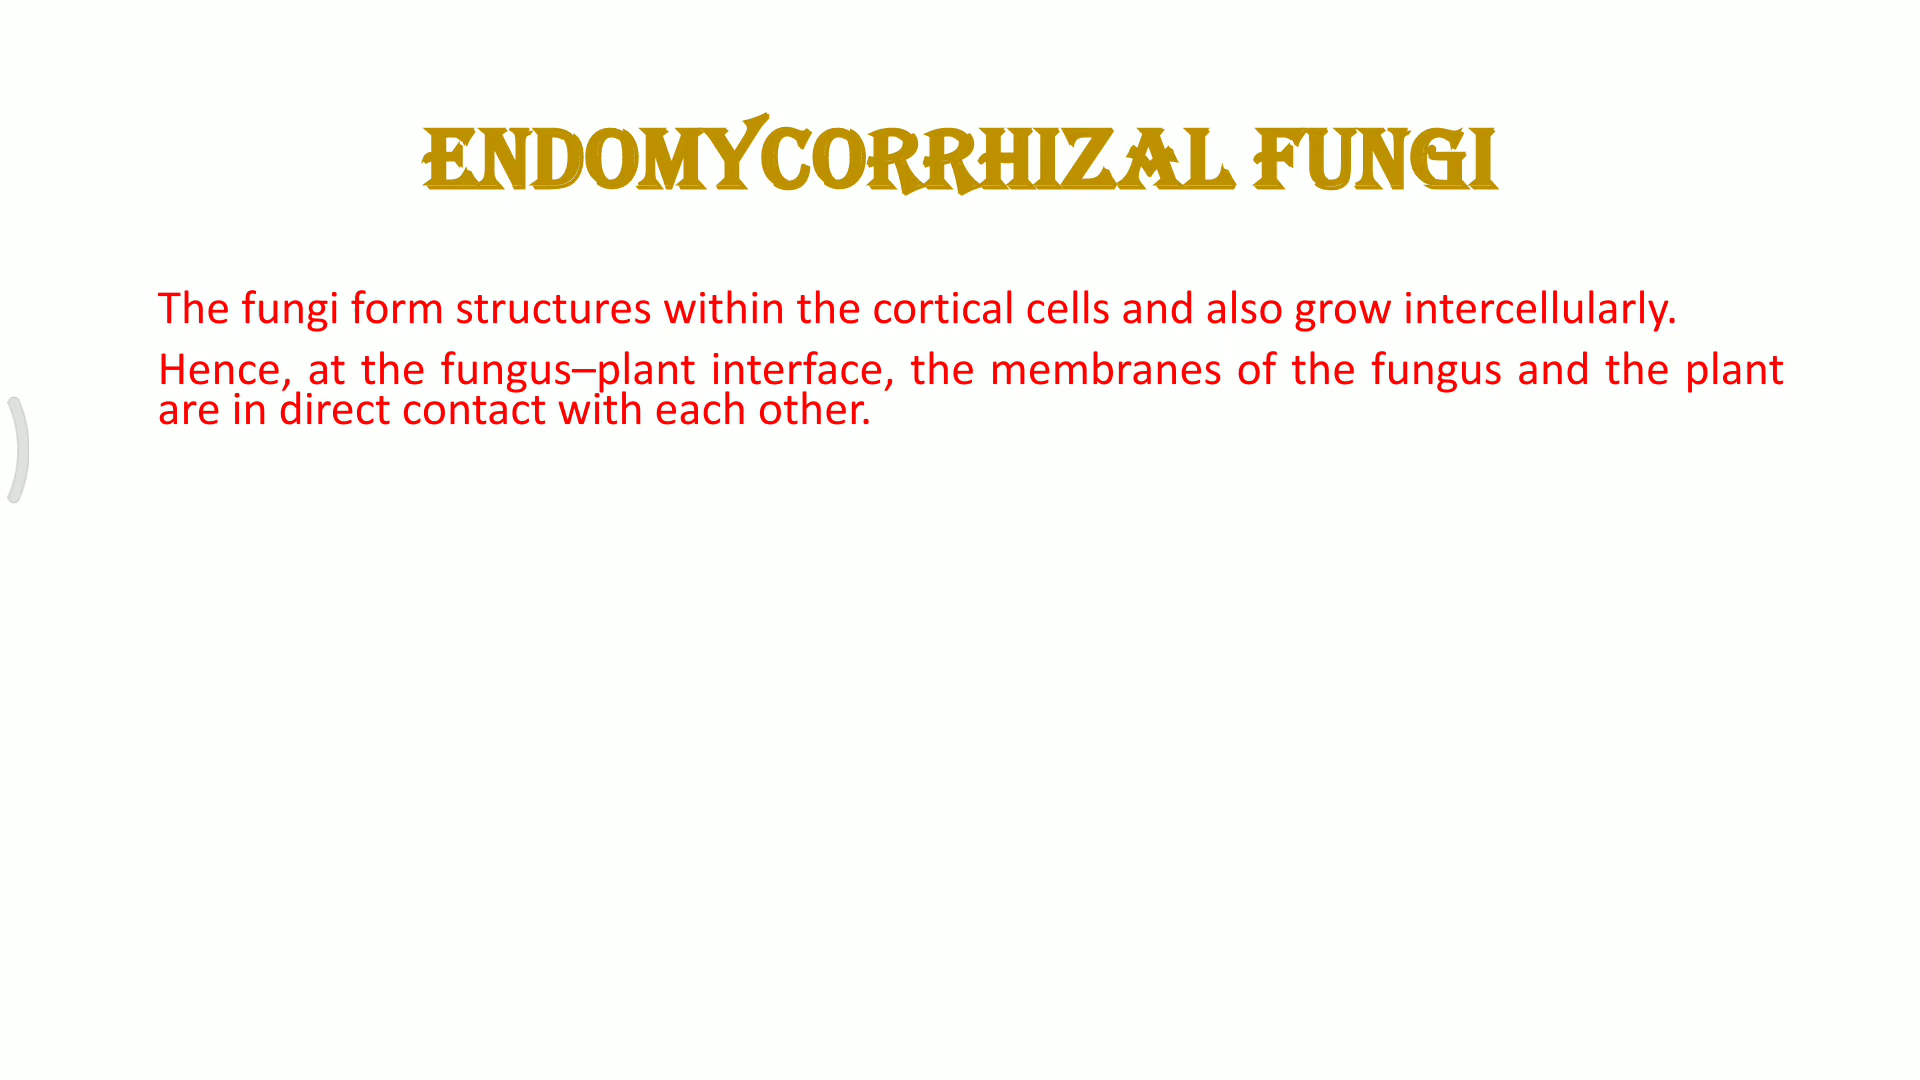 ENDOMYCORRHIZAL FUNGI
The fungi form structures within the cortical cells and also grow intercellularly.
Hence, at the fungus–plant interface, the membranes of the fungus and the plant
are in direct contact with each other.